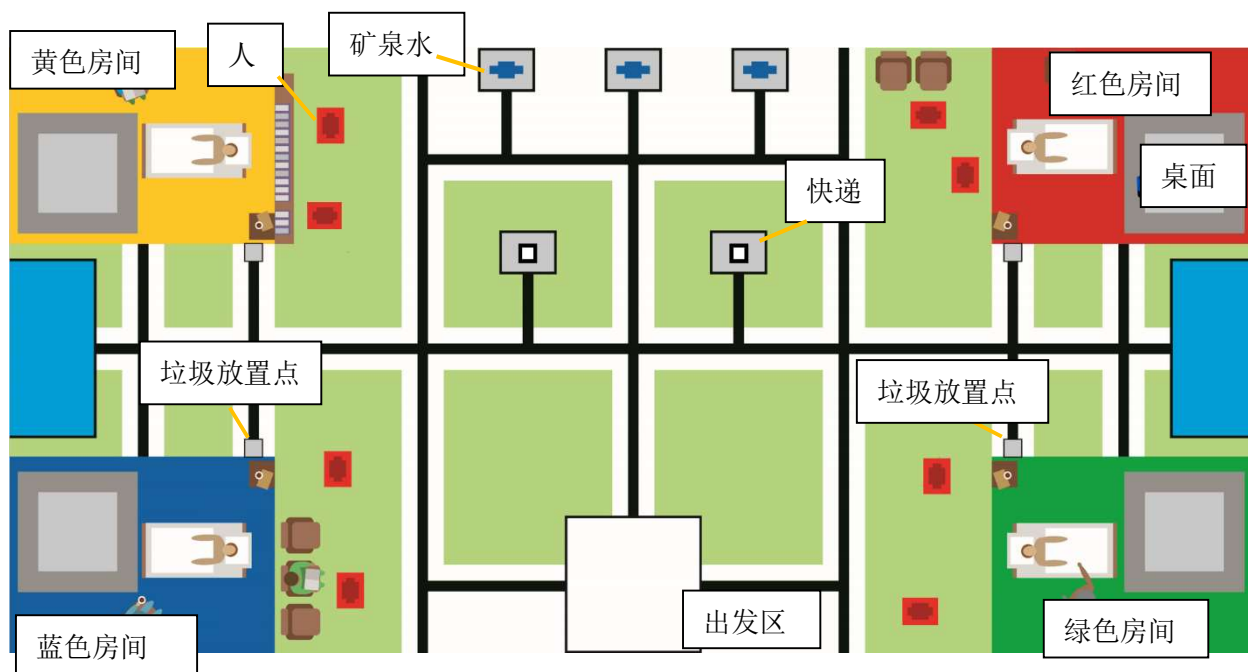 黄色房间
人
矿泉水
红色房间
桌面
快递
垃圾放置点
垃圾放置点
出发区
蓝色房间
绿色房间